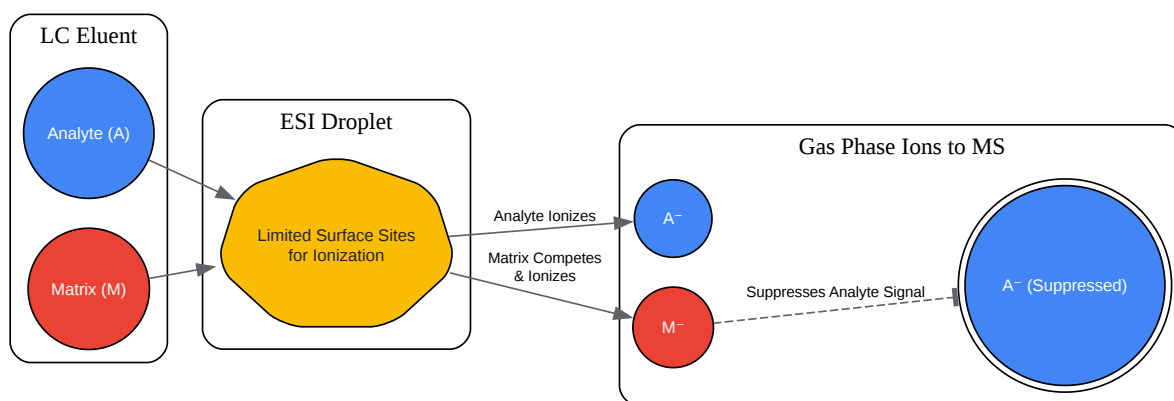 LC Eluent
Analyte (A)
Matrix (M)
ESI Droplet
Limited Surface Sites
for Ionization
Analyte Ionizes
Matrix Competes
& Ionizes
Gas Phase Ions to MS
A⁻
M⁻
Suppresses Analyte Signal
A⁻ (Suppressed)